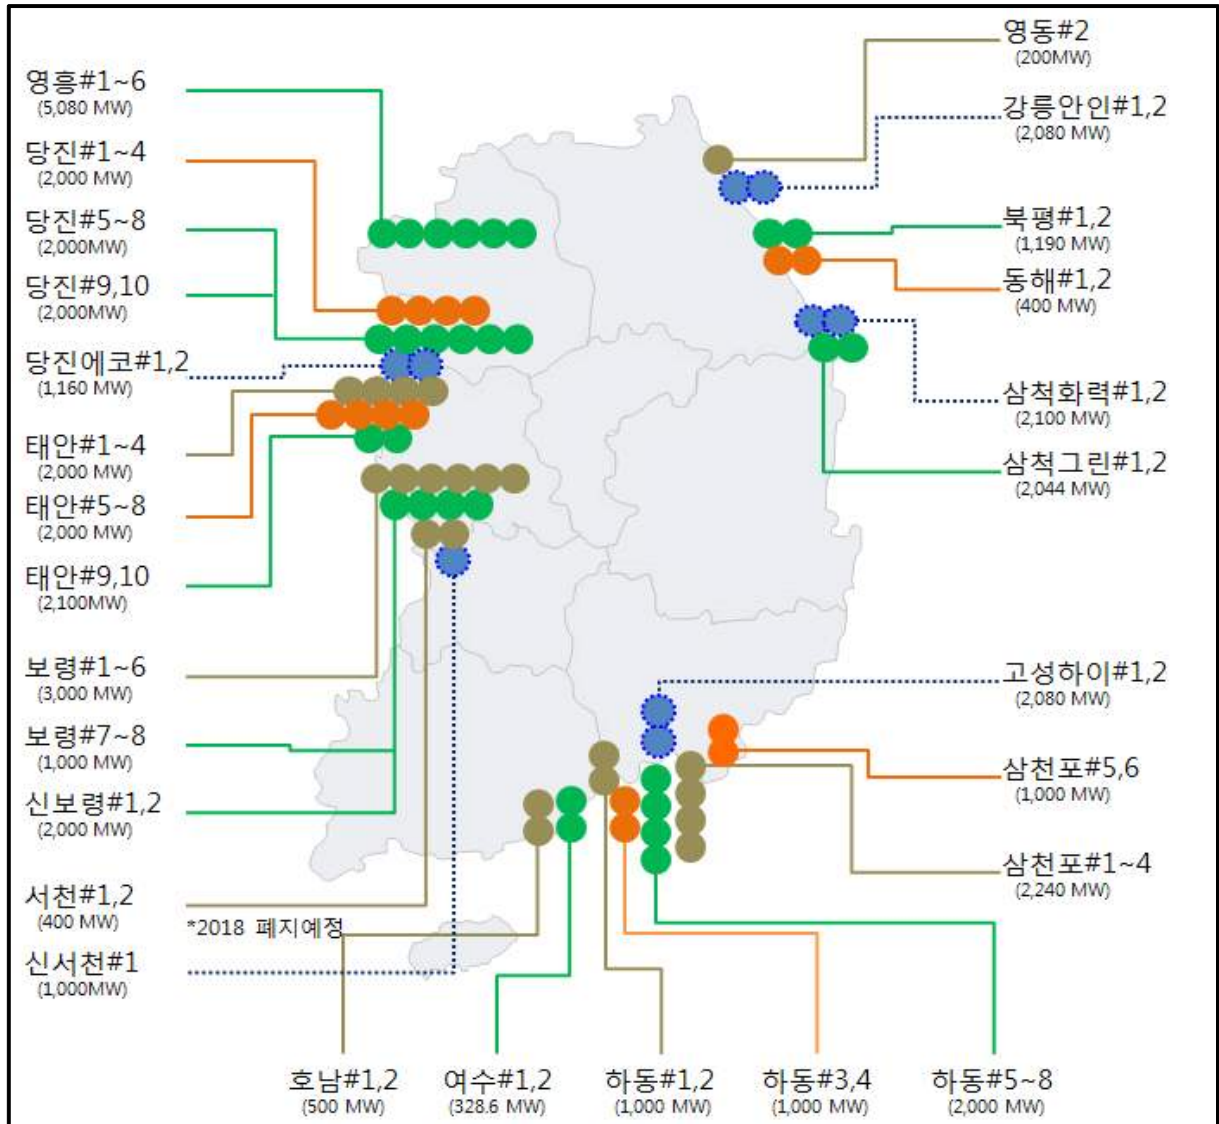 영흥#1~6
(5,080 MW)
당진#1~4
(2,000 MW)
당진#5~8
(2,000MW)
당진#9,10
(2,000MW)
당진에코#1,2
(1,160 MW)
태안#1~4
(2,000 MW)
태안#5~8
(2,000 MW)
태안#9,10
(2,100MW)
보령#1~6
(3,000 MW)
보령#7~8
(1,000 MW)
신보령#1,2
(2,000 MW)
서천#1,2
(400 MW)
*2018 폐지예정
신서천#1
(1,000MW)
영동#2
(200MW)
강릉안인#1,2
(2,080 MW)
북평#1,2
(1,190 MW)
동해#1,2
(400 MW)
삼척화력#1,2
(2,100 MW)
삼척그린#1,2
(2,044 MW)
고성하이#1,2
(2,080 MW)
삼천포#5,6
(1,000 MW)
삼천포#1~4
(2,240 MW)
호남#1,2
(500 MW)
여수#1,2
(328.6 MW)
하동#1,2
(1,000 MW)
하동#3,4
(1,000 MW)
하동#5~8
(2,000 MW)